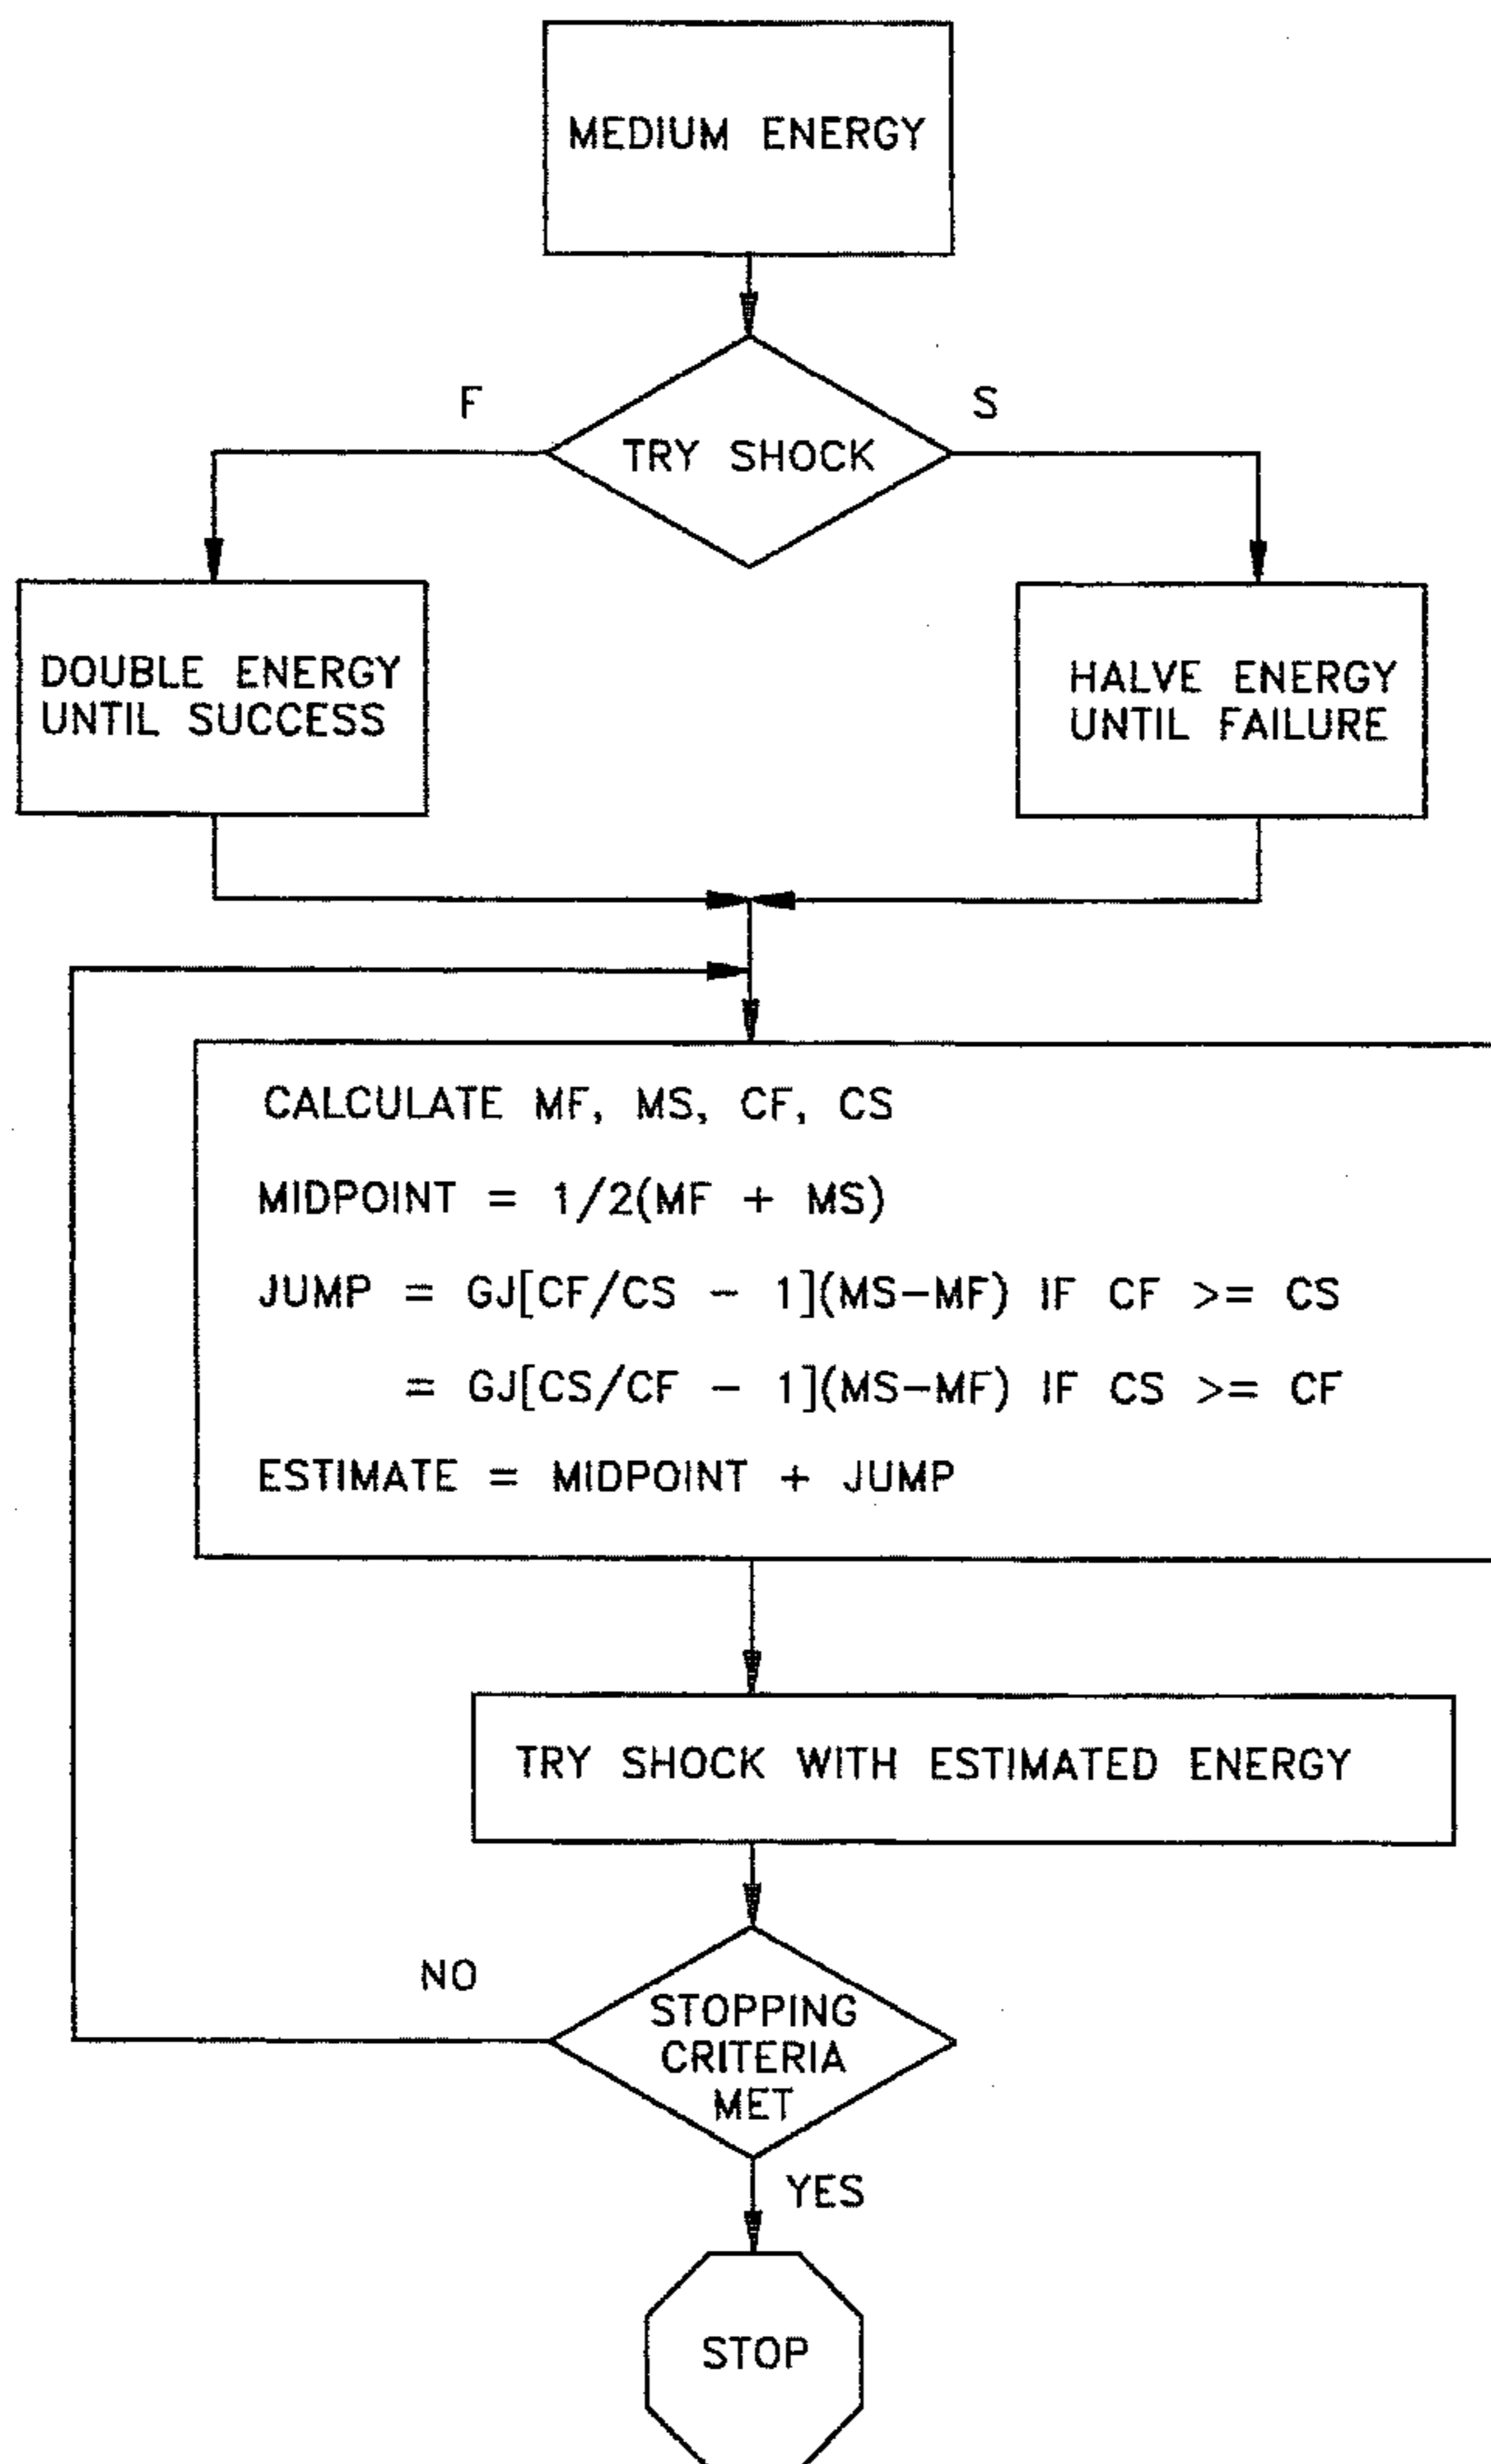 MEDIUM ENERGY
F
S
TRY SHOCK
DOUBLE ENERGY
UNTIL SUCCESS
HALVE ENERGY
UNTIL FAILURE
CALCULATE MF, MS, CF, CS
MIDPOINT = 1/2(MF + MS)
JUMP = GJ[CF/CS - 1](MS-MF) IF CF >= CS
= GJ[CS/CF - 1](MS-MF) IF CS >= CF
ESTIMATE = MIDPOINT + JUMP
TRY SHOCK WITH ESTIMATED ENERGY
NO
STOPPING
CRITERIA
MET
YES
STOP